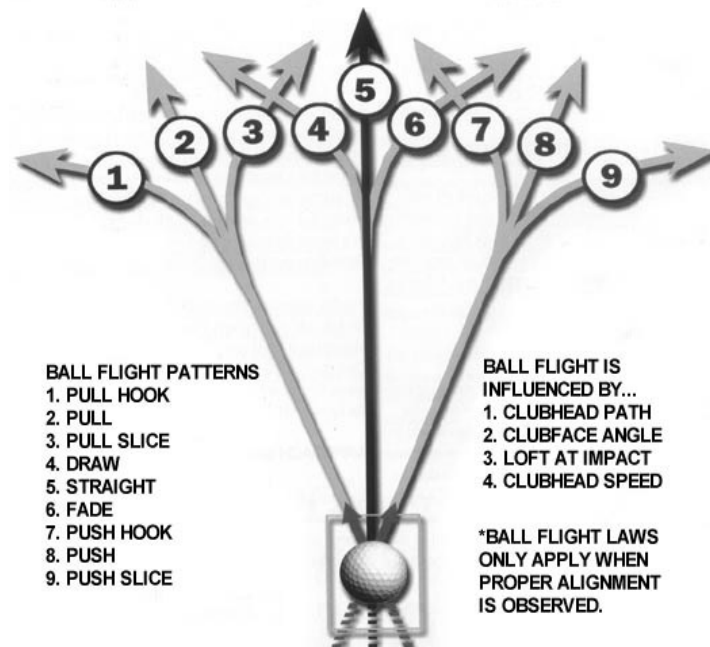 1
2
3
4
5
6
7
8
9
BALL FLIGHT PATTERNS
1. PULL HOOK
2. PULL
3. PULL SLICE
4. DRAW
5. STRAIGHT
6. FADE
7. PUSH HOOK
8. PUSH
9. PUSH SLICE
BALL FLIGHT IS
INFLUENCED BY...
1. CLUBHEAD PATH
2. CLUBFACE ANGLE
3. LOFT AT IMPACT
4. CLUBHEAD SPEED
*BALL FLIGHT LAWS
ONLY APPLY WHEN
PROPER ALIGNMENT
IS OBSERVED.